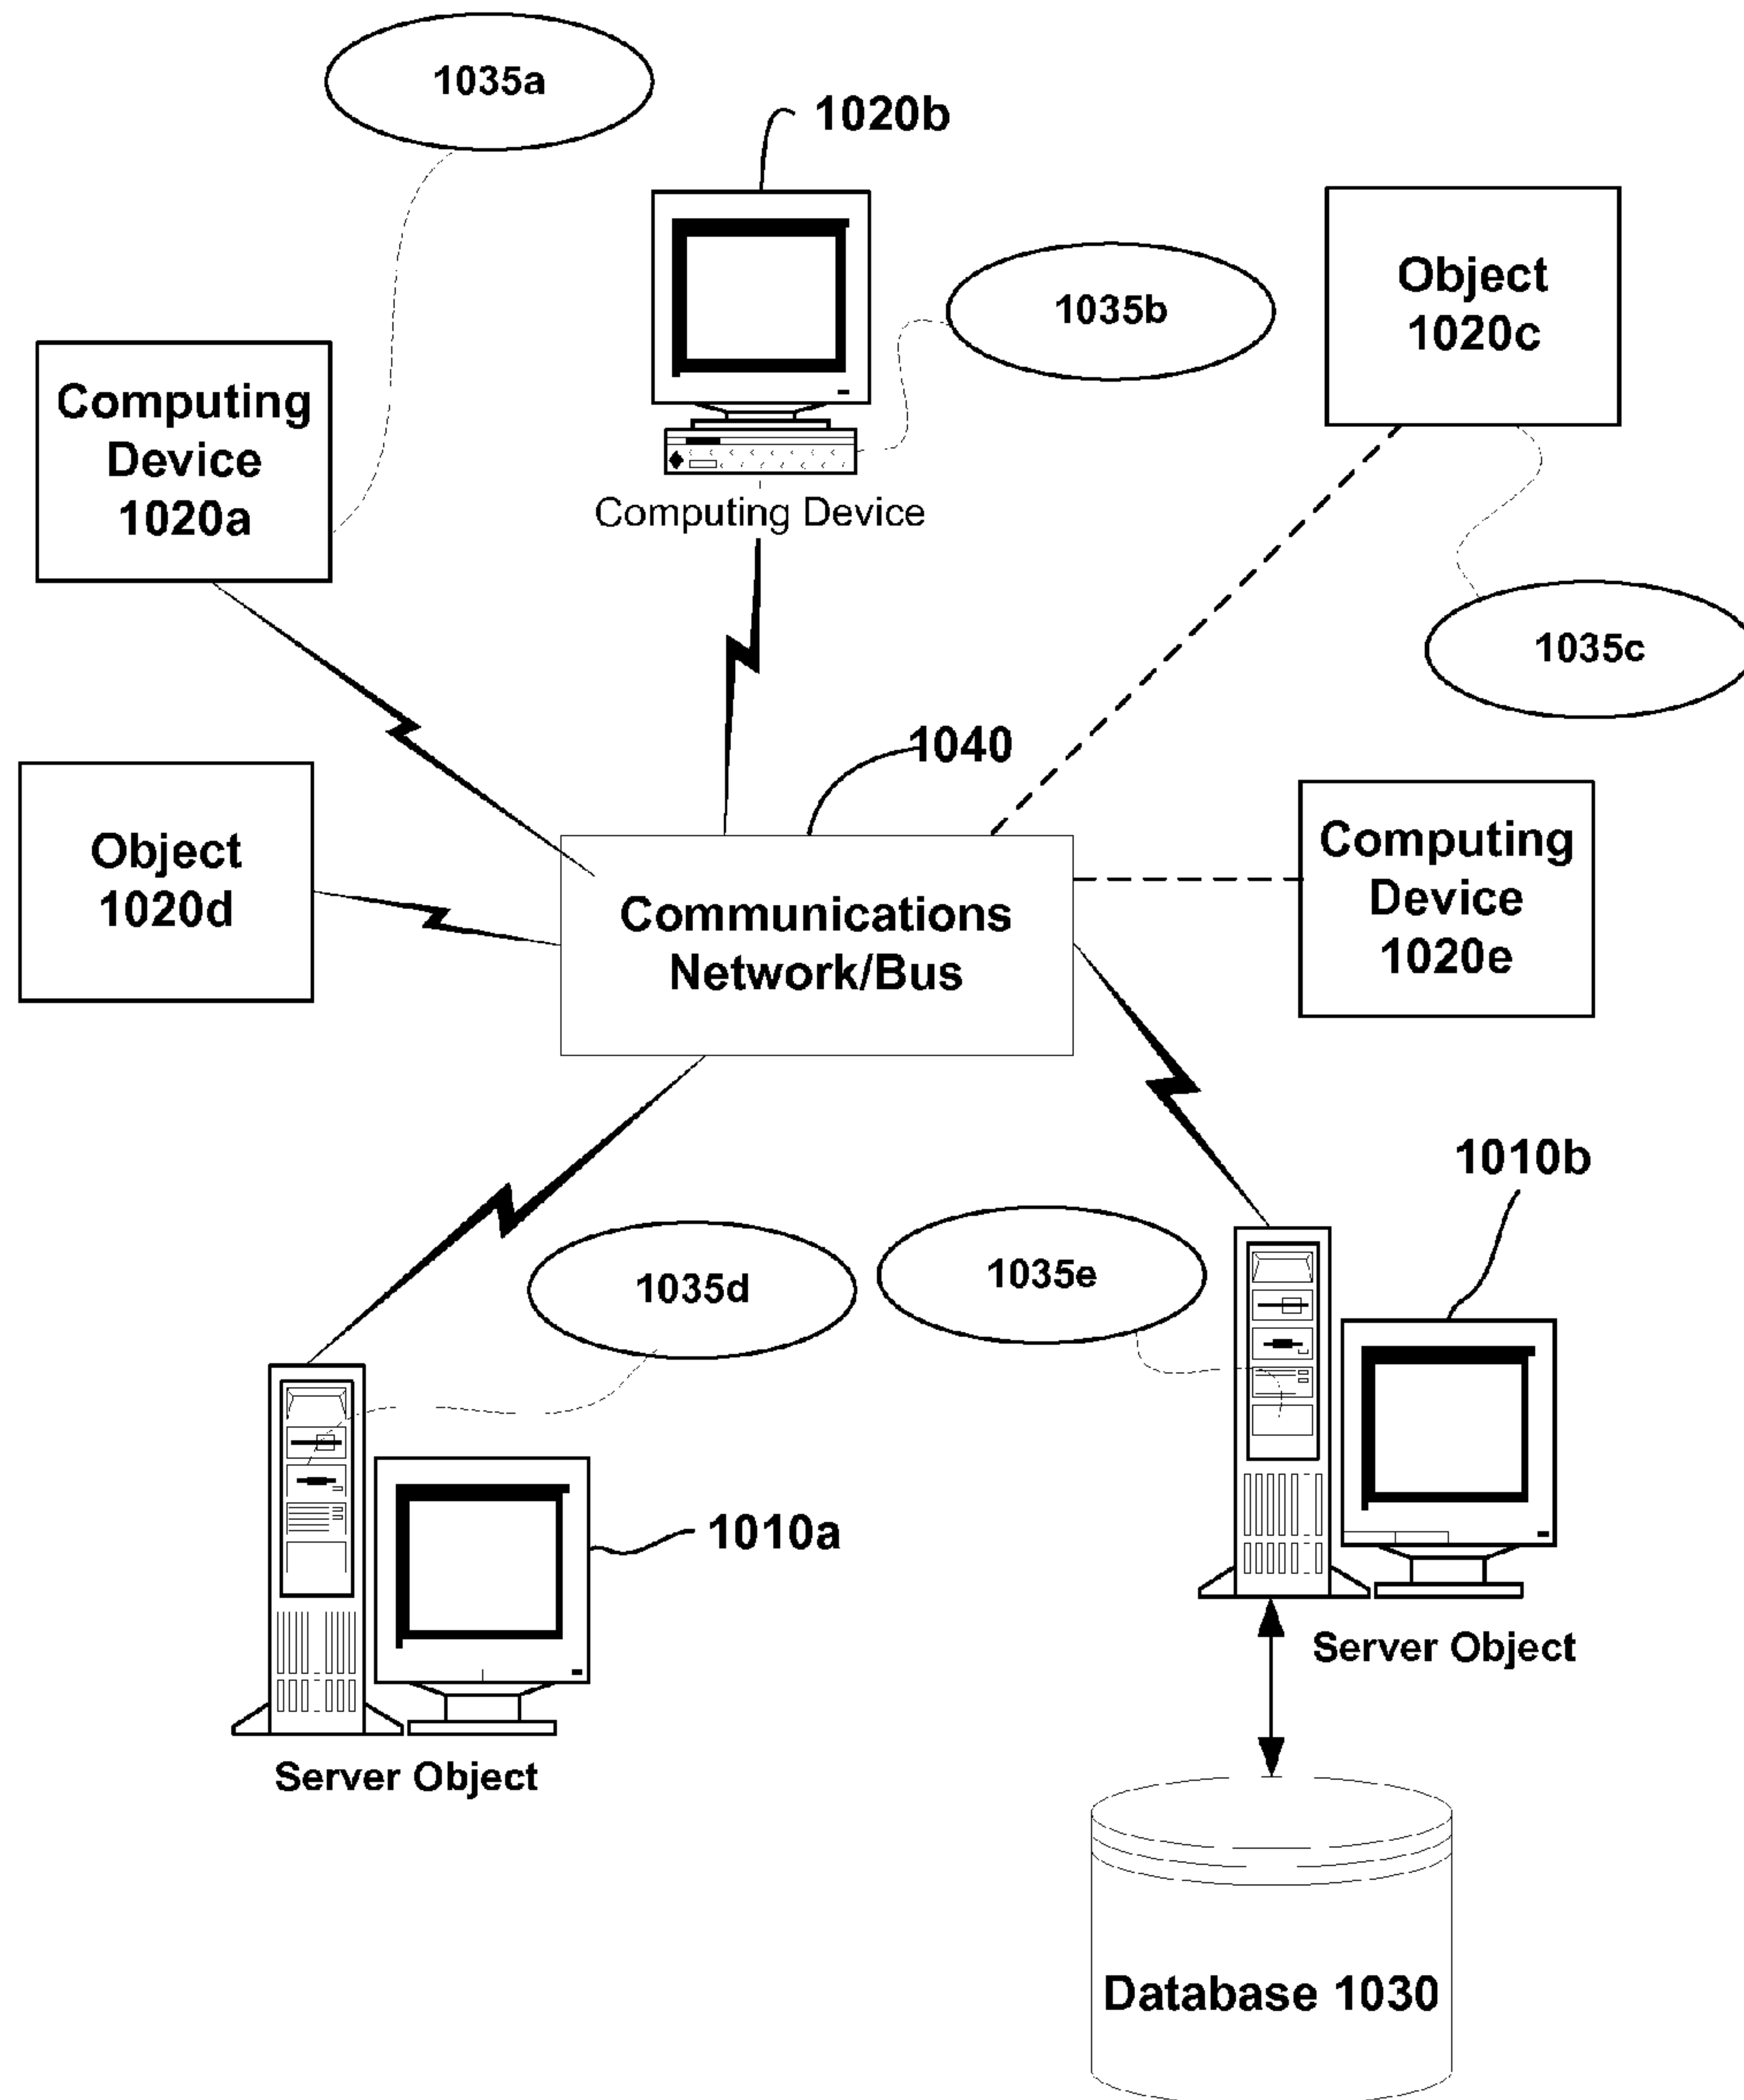 1035a
1020b
Object
1020c
1035b
Computing
Device
1020a
Computing Device
1035c
1040
Object
1020d
Computing
Device
1020e
Communications
Network/Bus
1010b
1035e
1035d
1010a
Server Object
Server Object
Database 1030